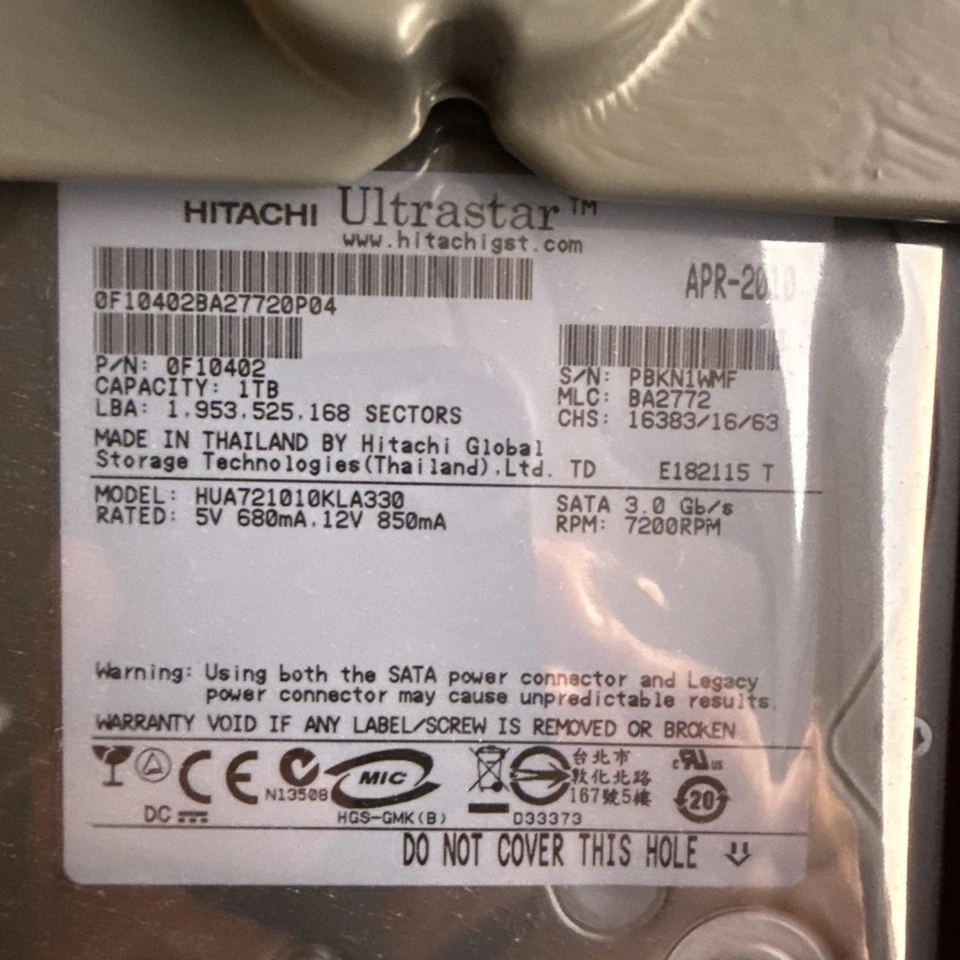 HITACHI Ultrastar™
www.hitachigst.com
APR-2010
0F10402BA27720P04
P/N: 0F10402
CAPACITY: 1TB
LBA: 1,953,525,168 SECTORS
S/N: PBKN1WMF
MLC: BA2772
CHS: 16383/16/63
MADE IN THAILAND BY Hitachi Global
Storage Technologies(Thailand),Ltd. TD E182115 T
MODEL: HUA721010KLA330
RATED: 5V 680mA,12V 850mA
SATA 3.0 Gb/s
RPM: 7200RPM
Warning: Using both the SATA power connector and Legacy
power connector may cause unpredictable results.
WARRANTY VOID IF ANY LABEL/SCREW IS REMOVED OR BROKEN
CE
N13508
MIC
HGS-GMK(B)
D33373
台北市
敦化北路
167號5樓
c UL us
20
DC
DO NOT COVER THIS HOLE